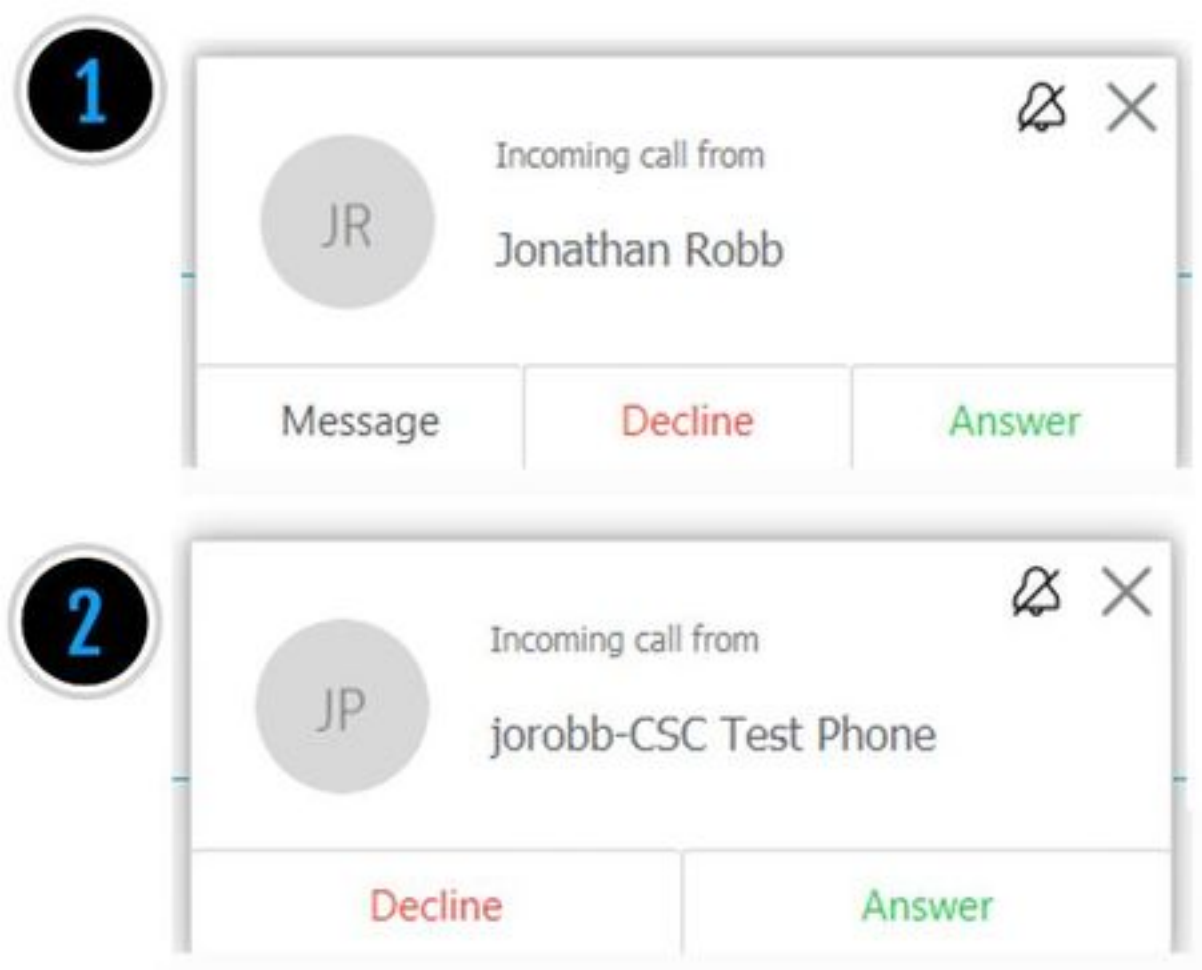 1
Incoming call from
JR
Jonathan Robb
Message Decline Answer
2
Incoming call from
JP
jorobb-CSC Test Phone
Decline Answer